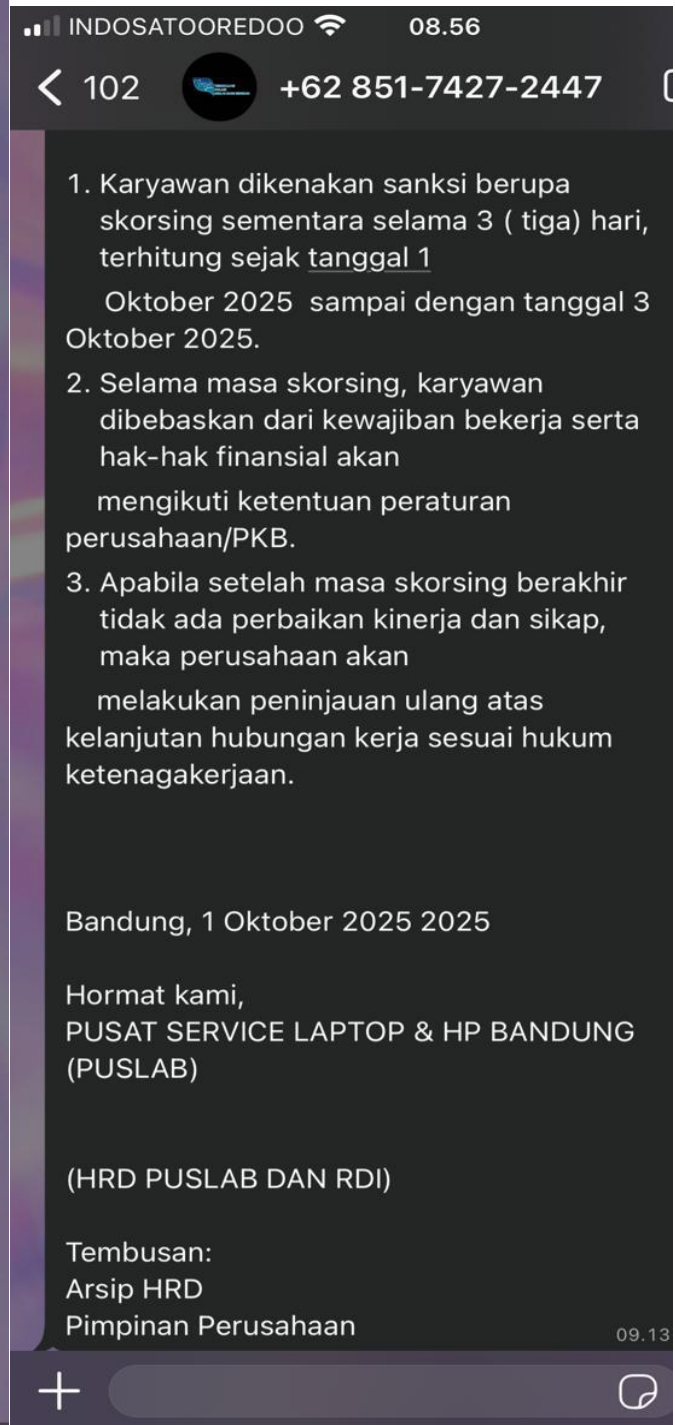 INDOSATOOREDOO
08.56
102
+62 851-7427-2447
1. Karyawan dikenakan sanksi berupa
skorsing sementara selama 3 ( tiga) hari,
terhitung sejak tanggal 1
Oktober 2025  sampai dengan tanggal 3
Oktober 2025.
2. Selama masa skorsing, karyawan
dibebaskan dari kewajiban bekerja serta
hak-hak finansial akan
mengikuti ketentuan peraturan
perusahaan/PKB.
3. Apabila setelah masa skorsing berakhir
tidak ada perbaikan kinerja dan sikap,
maka perusahaan akan
melakukan peninjauan ulang atas
kelanjutan hubungan kerja sesuai hukum
ketenagakerjaan.
Bandung, 1 Oktober 2025 2025
Hormat kami,
PUSAT SERVICE LAPTOP & HP BANDUNG
(PUSLAB)
(HRD PUSLAB DAN RDI)
Tembusan:
Arsip HRD
Pimpinan Perusahaan
09.13